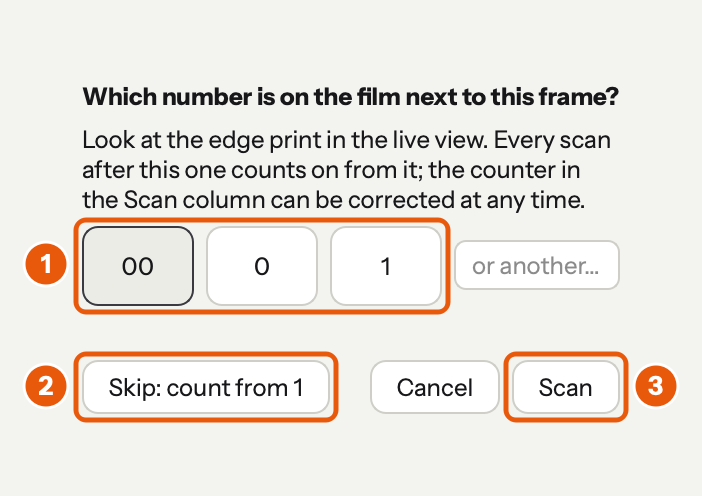 Which number is on the film next to this frame?
Look at the edge print in the live view. Every scan
after this one counts on from it; the counter in
the Scan column can be corrected at any time.
1 00 0 1 or another...
2 Skip: count from 1 Cancel Scan 3